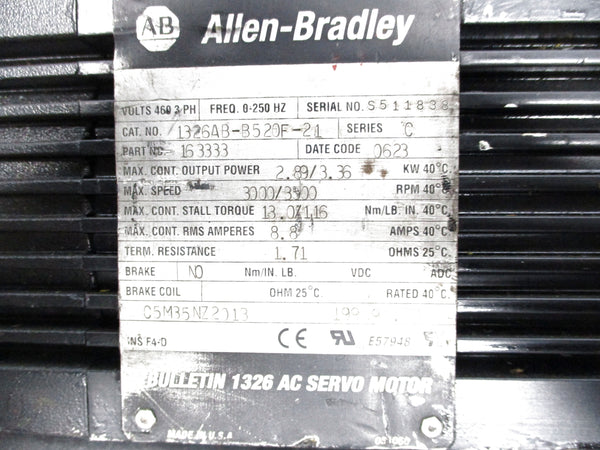 AB Allen-Bradley
VOLTS 460 3 PH FREQ. 0-250 HZ SERIAL NO. S511838
CAT. NO. 1326AB-B520F-21 SERIES C
PART NO. 163333 DATE CODE 0623
MAX. CONT. OUTPUT POWER 2.89/3.36 KW 40°C
MAX. SPEED 3000/3500 RPM 40°C
MAX. CONT. STALL TORQUE Nm/LB. IN. 40°C
MAX. CONT. RMS AMPERES 8.8 AMPS 40°C
TERM. RESISTANCE 1.71 OHMS 25°C
BRAKE NO Nm/IN. LB. VDC ADC
BRAKE COIL OHM 25°C. RATED 40°C.
C5M35NZ2013
INS F4-D CE RU E57948
BULLETIN 1326 AC SERVO MOTOR
MADE IN U.S.A